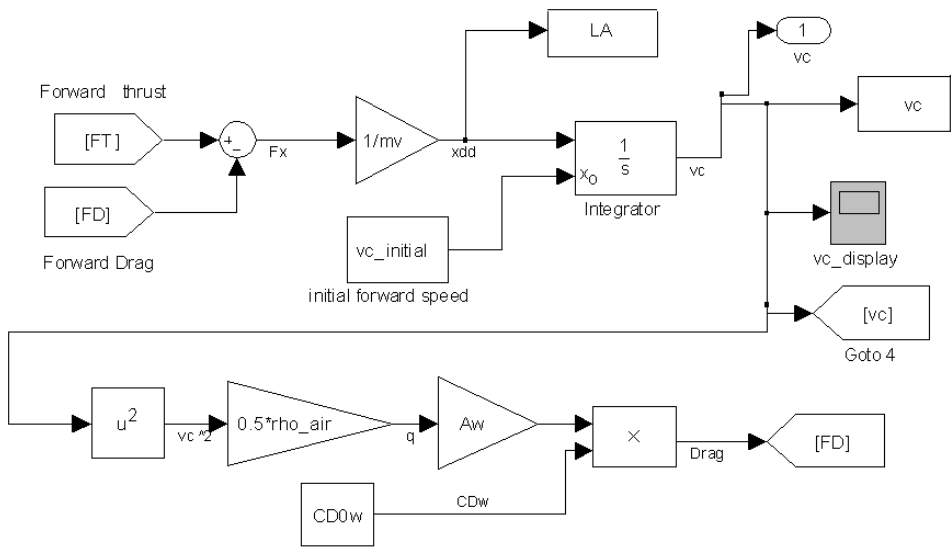 LA
1
vc
Forward thrust
[FT]
+
-
Fx
1/mv
xdd
1
s
xo
Integrator
vc
vc
[FD]
Forward Drag
vc_initial
initial forward speed
vc_display
[vc]
Goto 4
u2
vc ^2
0.5*rho_air
q
Aw
×
Drag
[FD]
CD0w
CDw